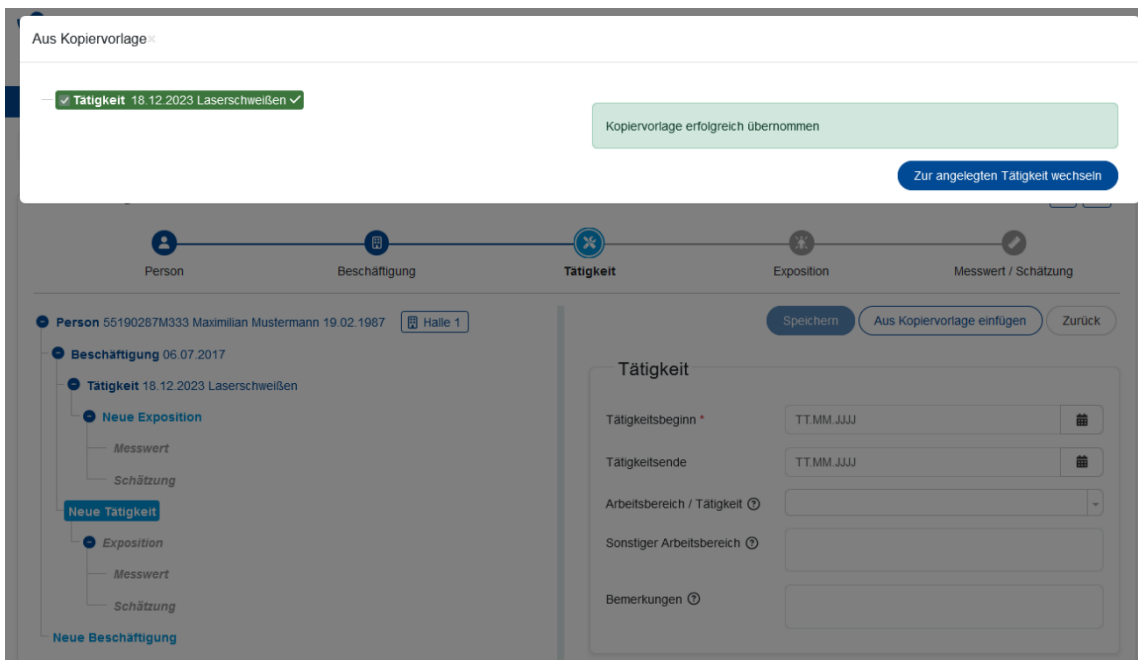 Aus Kopiervorlage×
Tätigkeit 18.12.2023 Laserschweißen
Kopiervorlage erfolgreich übernommen
Zur angelegten Tätigkeit wechseln
Person Beschäftigung Tätigkeit Exposition Messwert / Schätzung
Person 55190287M333 Maximilian Mustermann 19.02.1987 Halle 1
Beschäftigung 06.07.2017
Tätigkeit 18.12.2023 Laserschweißen
Neue Exposition
Messwert
Schätzung
Neue Tätigkeit
Exposition
Messwert
Schätzung
Neue Beschäftigung
Speichern Aus Kopiervorlage einfügen Zurück
Tätigkeit
Tätigkeitsbeginn * TT.MM.JJJJ
Tätigkeitsende TT.MM.JJJJ
Arbeitsbereich / Tätigkeit ?
Sonstiger Arbeitsbereich ?
Bemerkungen ?